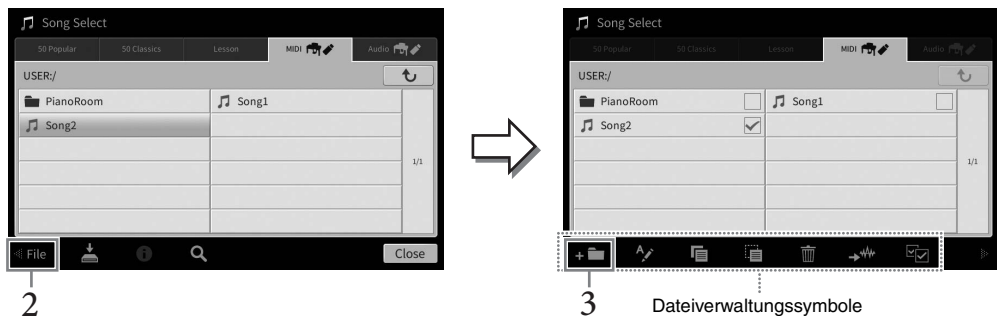 Song Select
50 Popular 50 Classics Lesson MIDI Audio
USER:/
PianoRoom Song1
Song2
1/1
File Close
2
Song Select
50 Popular 50 Classics Lesson MIDI Audio
USER:/
PianoRoom Song1
Song2
1/1
3
Dateiverwaltungssymbole